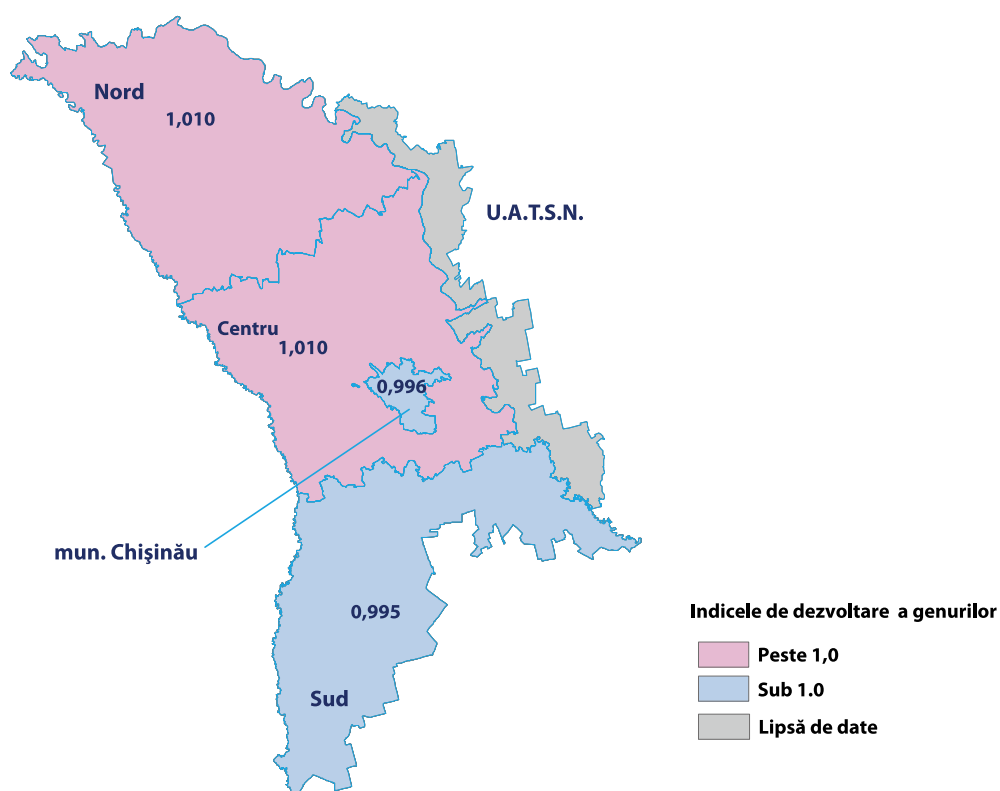 Nord
1,010
U.A.T.S.N.
Centru
1,010
0,996
mun. Chişinău
0,995
Sud
Indicele de dezvoltare a genurilor
Peste 1,0
Sub 1.0
Lipsă de date